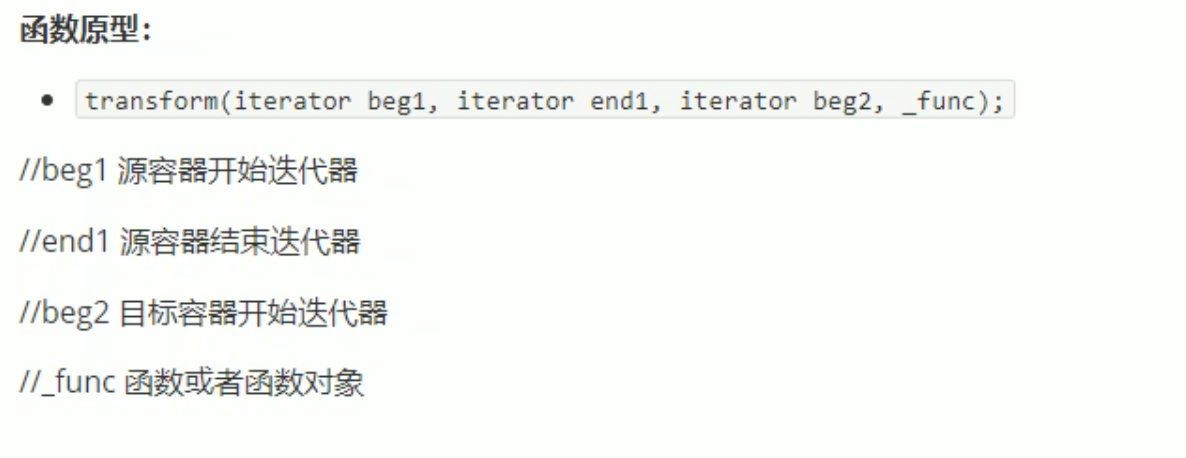 函数原型：
transform(iterator beg1, iterator end1, iterator beg2, _func);
//beg1 源容器开始迭代器
//end1 源容器结束迭代器
//beg2 目标容器开始迭代器
//_func 函数或者函数对象